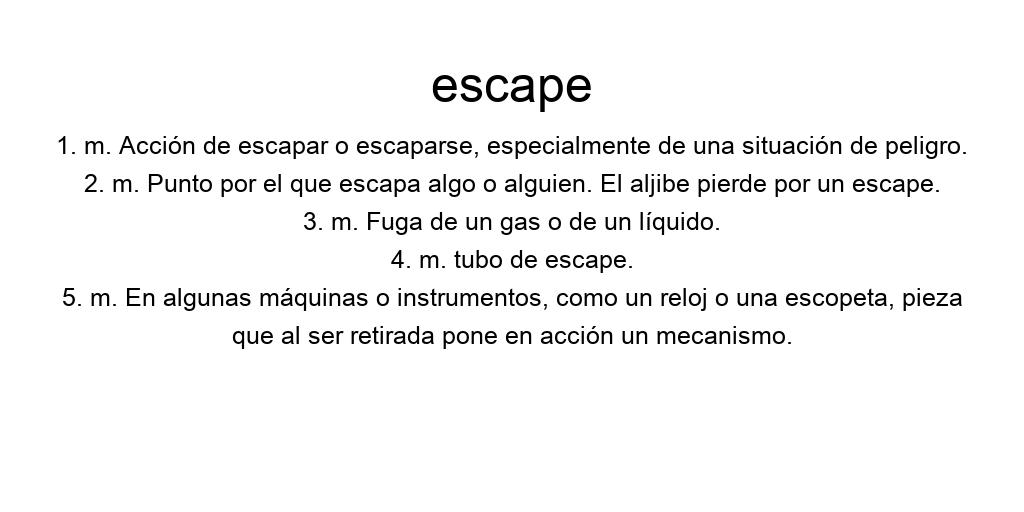 escape
1. m. Acción de escapar o escaparse, especialmente de una situación de peligro.
2. m. Punto por el que escapa algo o alguien. El aljibe pierde por un escape.
3. m. Fuga de un gas o de un líquido.
4. m. tubo de escape.
5. m. En algunas máquinas o instrumentos, como un reloj o una escopeta, pieza
que al ser retirada pone en acción un mecanismo.